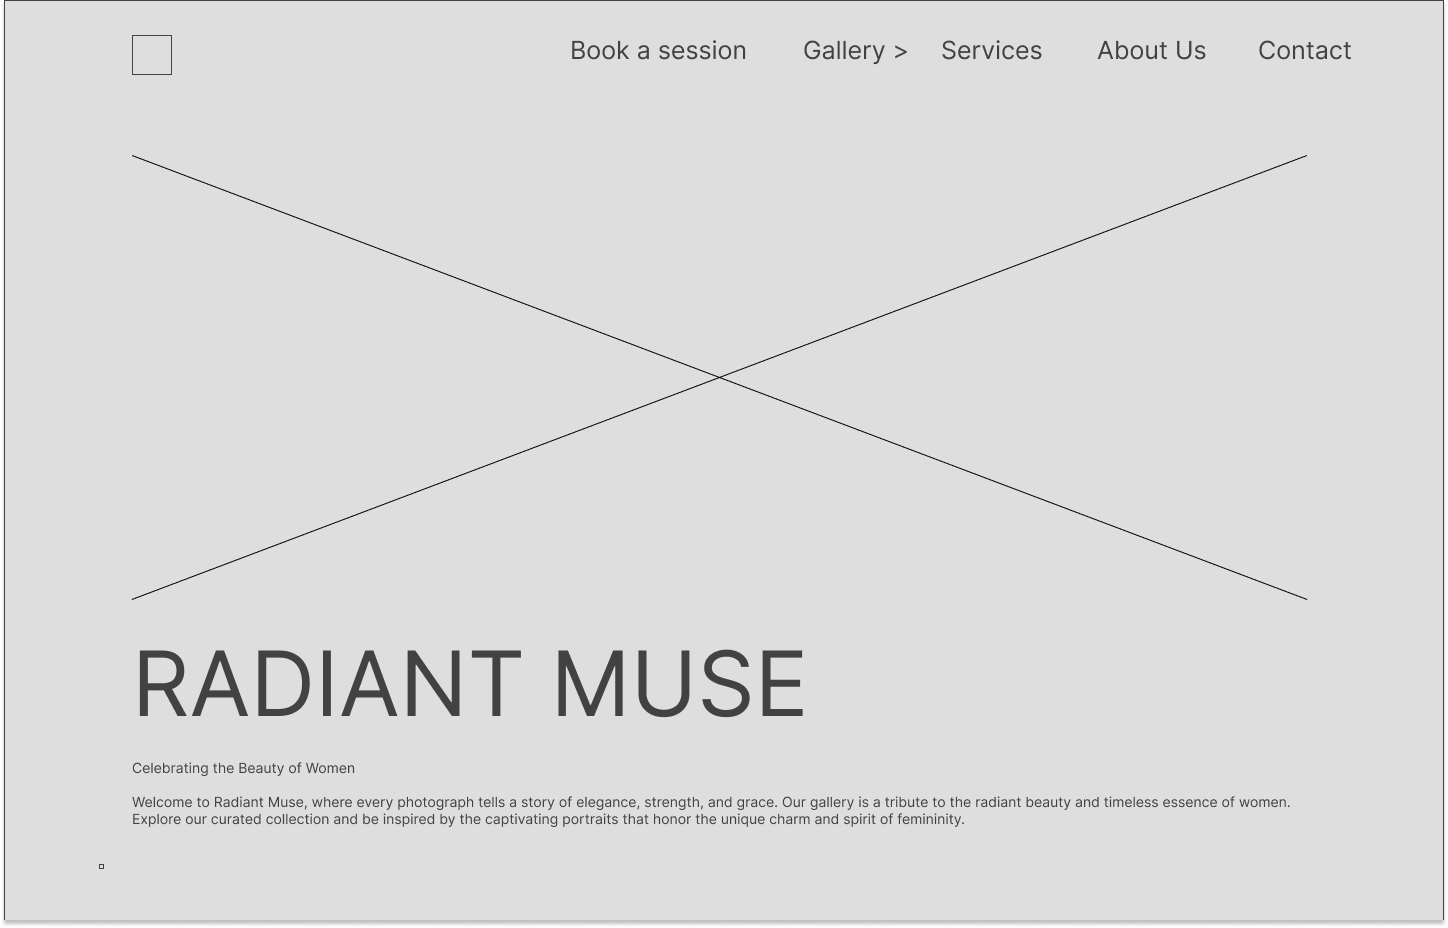 Book a session Gallery > Services About Us Contact
RADIANT MUSE
Celebrating the Beauty of Women
Welcome to Radiant Muse, where every photograph tells a story of elegance, strength, and grace. Our gallery is a tribute to the radiant beauty and timeless essence of women.
Explore our curated collection and be inspired by the captivating portraits that honor the unique charm and spirit of femininity.